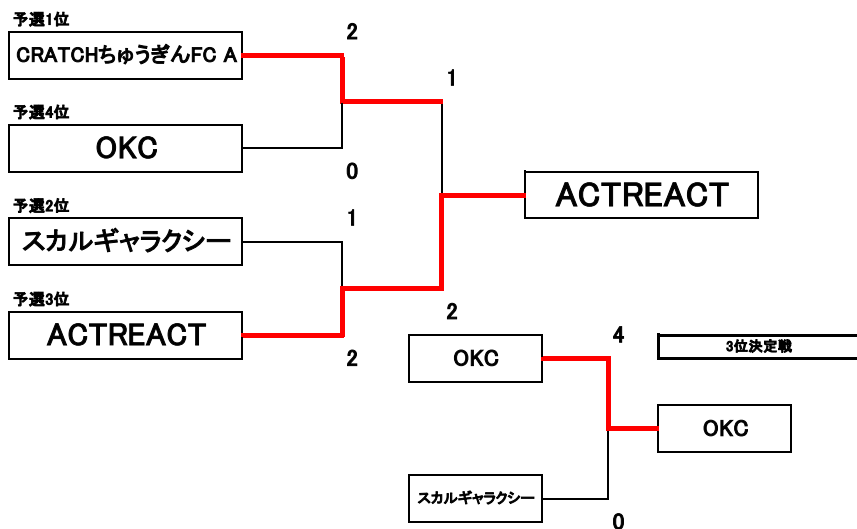 予選1位
2
CRATCHちゅうぎんFC A
1
予選4位
OKC
0
予選2位
1
ACTREACT
スカルギャラクシー
予選3位
2
4
ACTREACT
3位決定戦
2
OKC
OKC
スカルギャラクシー
0